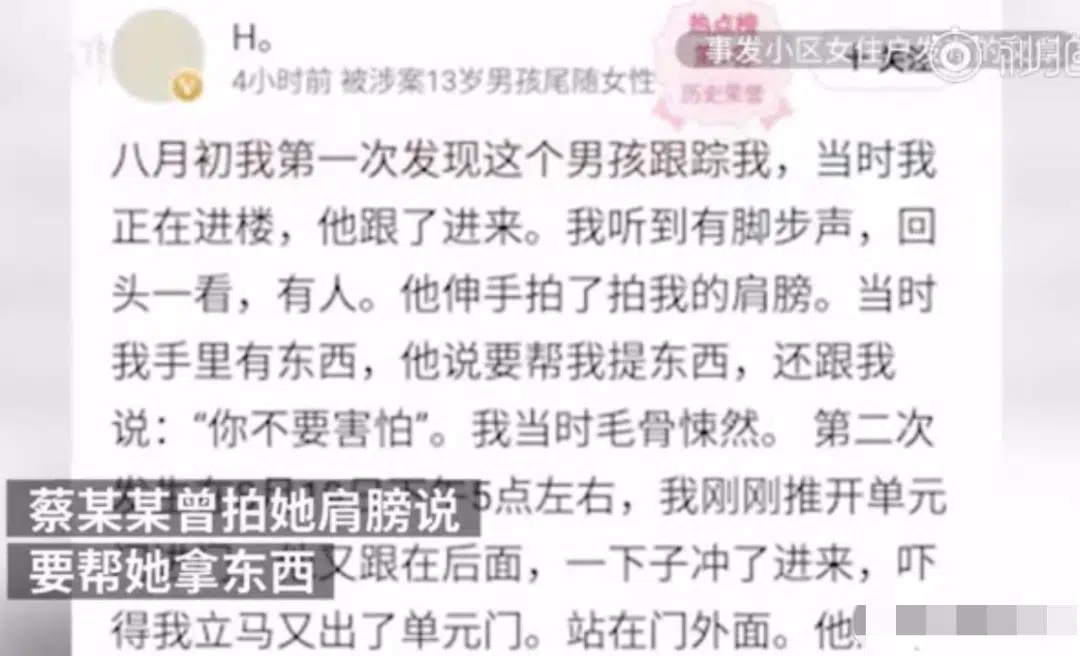 H。
热点榜
事发小区女住户发
4小时前 被涉案13岁男孩尾随女性
历史荣誉
八月初我第一次发现这个男孩跟踪我，当时我
正在进楼，他跟了进来。我听到有脚步声，回
头一看，有人。他伸手拍了拍我的肩膀。当时
我手里有东西，他说要帮我提东西，还跟我
说：“你不要害怕”。我当时毛骨悚然。 第二次
5点左右，我刚刚推开单元
又跟在后面，一下子冲了进来，吓
得我立马又出了单元门。站在门外面。他
蔡某某曾拍她肩膀说
要帮她拿东西